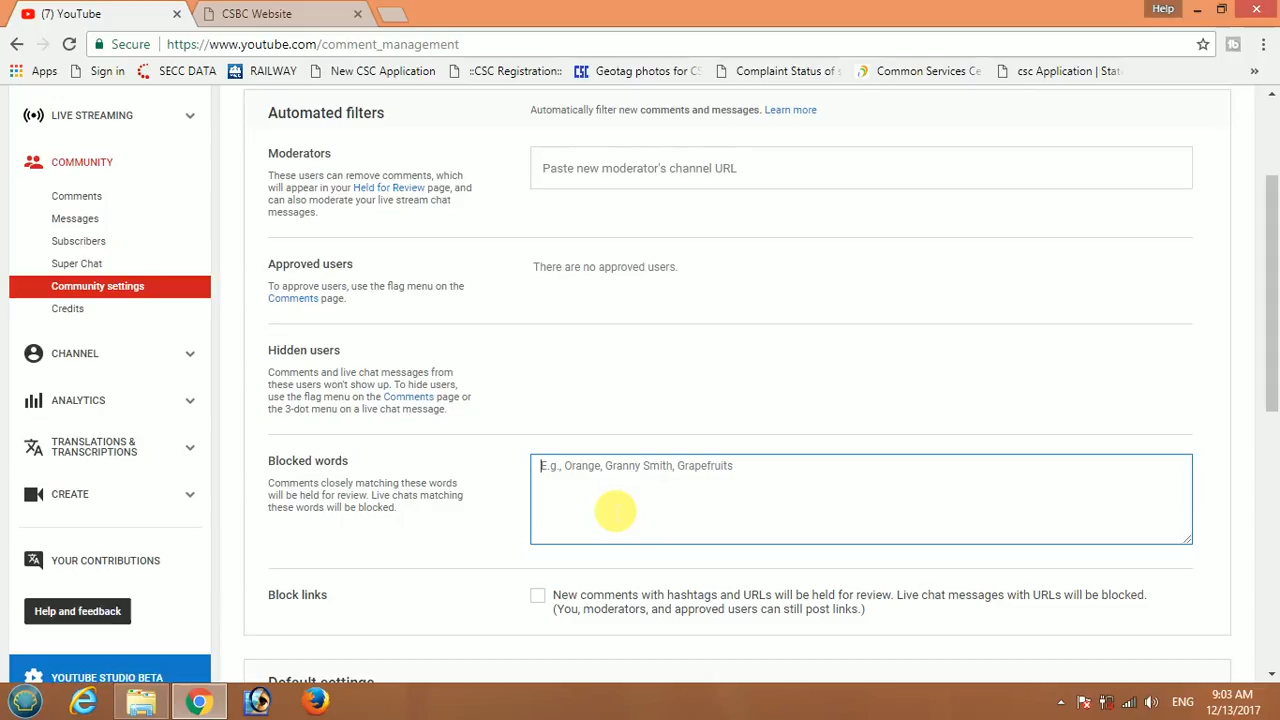 (7) YouTube
CSBC Website
Help
Secure
https://www.youtube.com/comment_management
Apps
Sign in
SECC DATA
RAILWAY
New CSC Application
::CSC Registration::
CSC
Geotag photos for CS
Complaint Status of s
Common Services Ce
csc Application | Stat
»
LIVE STREAMING
COMMUNITY
Comments
Messages
Subscribers
Super Chat
Community settings
Credits
CHANNEL
ANALYTICS
TRANSLATIONS &
TRANSCRIPTIONS
CREATE
YOUR CONTRIBUTIONS
Help and feedback
YOUTUBE STUDIO BETA
Automated filters
Automatically filter new comments and messages. Learn more
Moderators
These users can remove comments, which
will appear in your Held for Review page, and
can also moderate your live stream chat
messages.
Paste new moderator's channel URL
Approved users
To approve users, use the flag menu on the
Comments page.
There are no approved users.
Hidden users
Comments and live chat messages from
these users won't show up. To hide users,
use the flag menu on the Comments page or
the 3-dot menu on a live chat message.
Blocked words
Comments closely matching these words
will be held for review. Live chats matching
these words will be blocked.
E.g., Orange, Granny Smith, Grapefruits
Block links
New comments with hashtags and URLs will be held for review. Live chat messages with URLs will be blocked.
(You, moderators, and approved users can still post links.)
Default settings
ENG
9:03 AM
12/13/2017